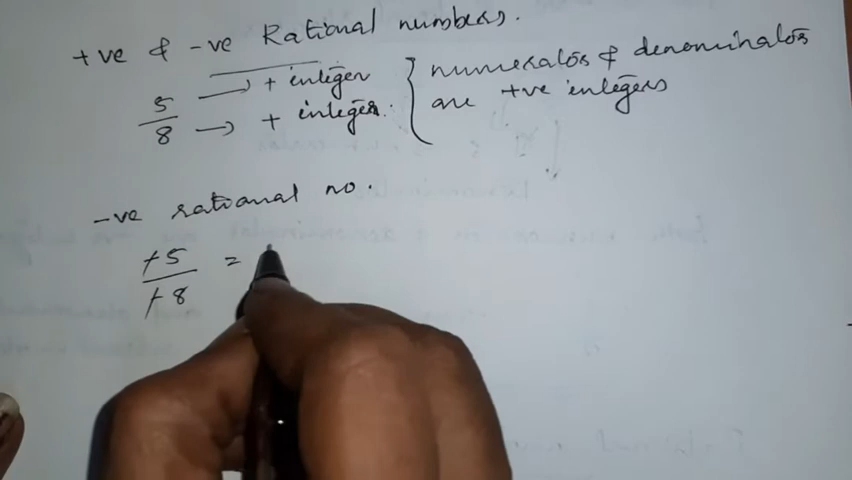 +ve & -ve Rational numbers.
5/8 → + integer
→ + integer.
} numerators & denominators
are +ve integers
-ve rational no.
-5/-8 =